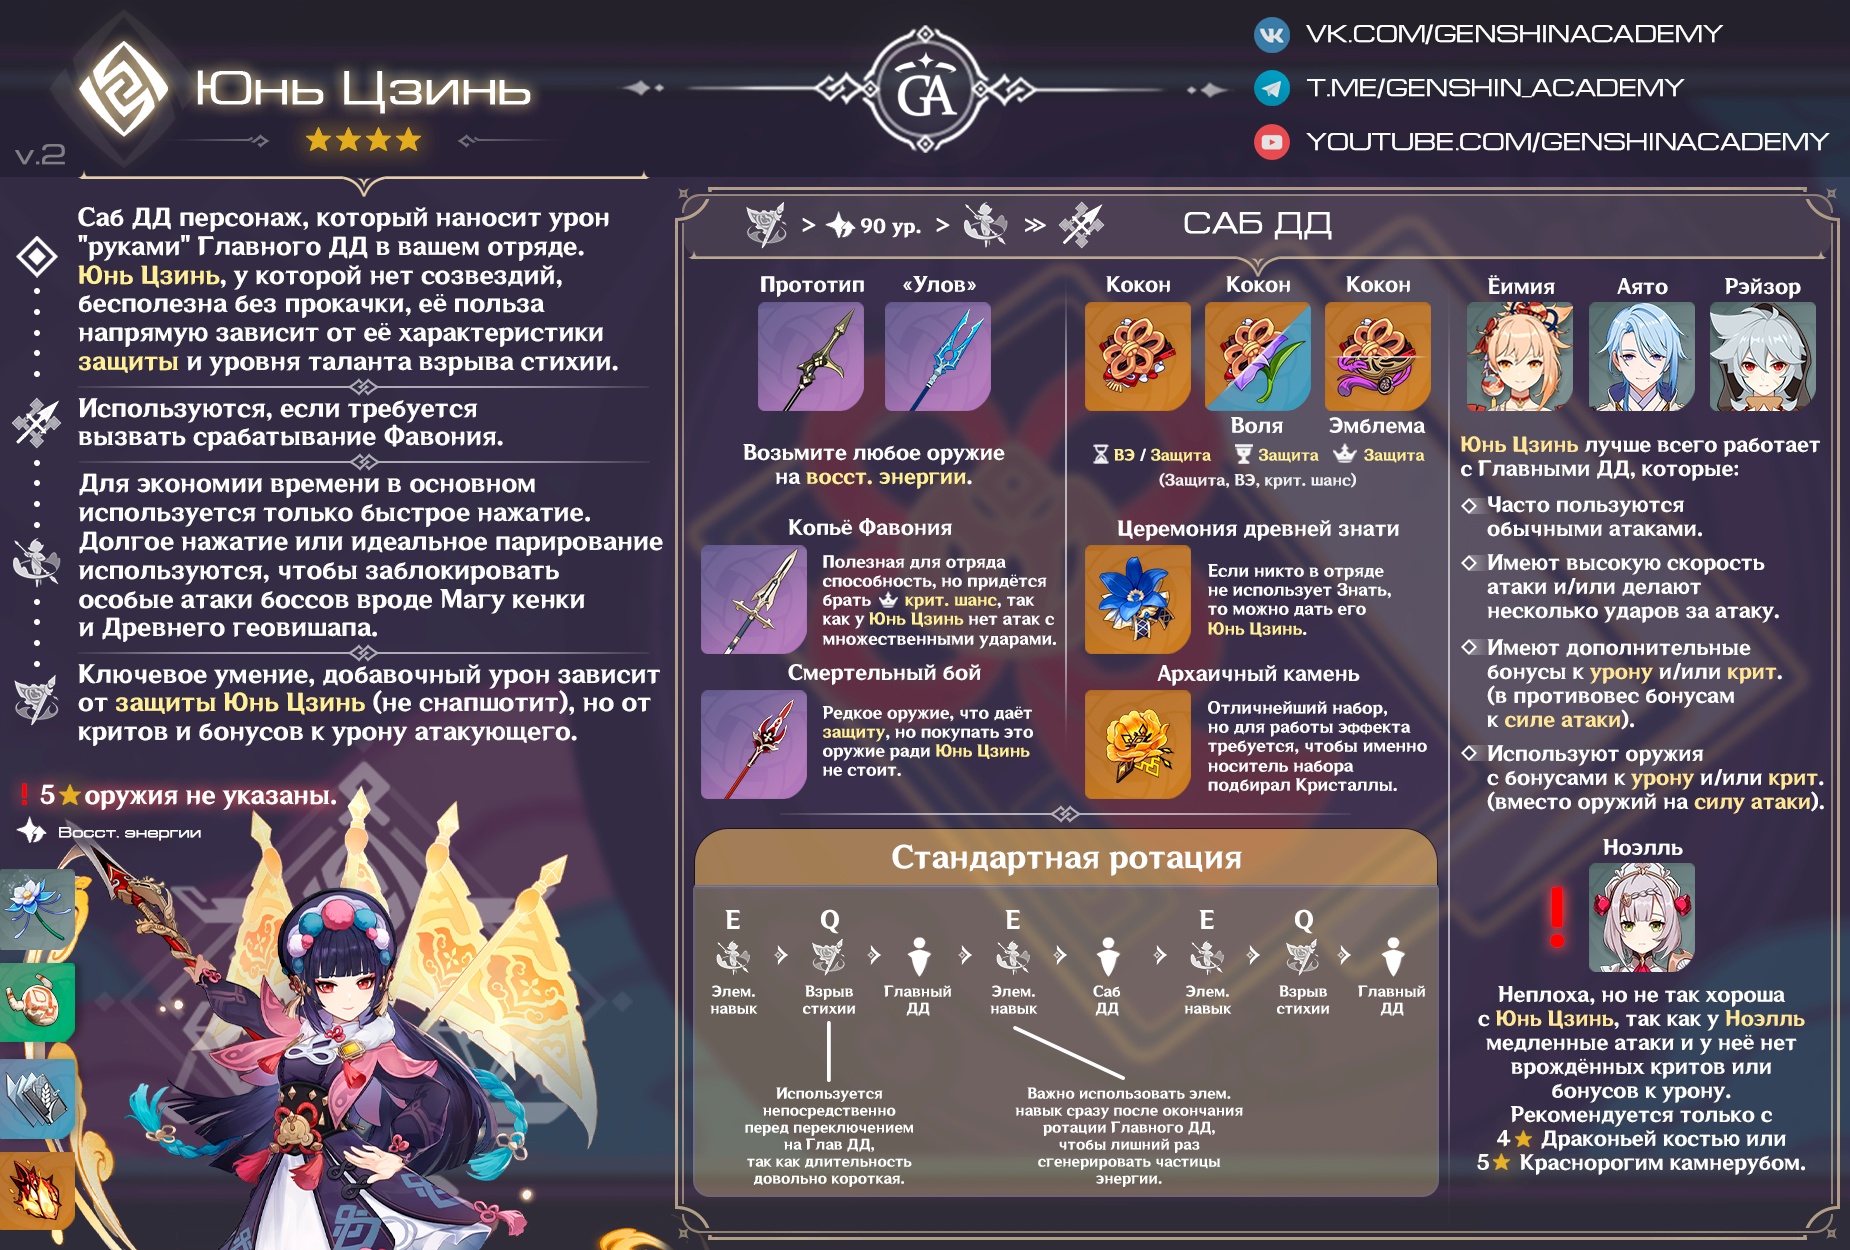 Юнь Цзинь
v.2
GA
VK.COM/GENSHINACADEMY
T.ME/GENSHIN_ACADEMY
YOUTUBE.COM/GENSHINACADEMY
Саб ДД персонаж, который наносит урон
"руками" Главного ДД в вашем отряде.
Юнь Цзинь, у которой нет созвездий,
бесполезна без прокачки, её польза
напрямую зависит от её характеристики
защиты и уровня таланта взрыва стихии.
Используются, если требуется
вызвать срабатывание Фавония.
Для экономии времени в основном
используется только быстрое нажатие.
Долгое нажатие или идеальное парирование
используются, чтобы заблокировать
особые атаки боссов вроде Магу кенки
и Древнего геовишапа.
Ключевое умение, добавочный урон зависит
от защиты Юнь Цзинь (не снапшотит), но от
критов и бонусов к урону атакующего.
! 5 оружия не указаны.
Восст. энергии
> 90 ур. > » САБ ДД
Прототип
«Улов»
Возьмите любое оружие
на восст. энергии.
Копьё Фавония
Полезная для отряда
способность, но придётся
брать крит. шанс, так
как у Юнь Цзинь нет атак с
множественными ударами.
Смертельный бой
Редкое оружие, что даёт
защиту, но покупать это
оружие ради Юнь Цзинь
не стоит.
Кокон
Кокон
Кокон
Воля
Эмблема
ВЭ / Защита Защита Защита
(Защита, ВЭ, крит. шанс)
Церемония древней знати
Если никто в отряде
не использует Знать,
то можно дать его
Юнь Цзинь.
Архаичный камень
Отличнейший набор,
но для работы эффекта
требуется, чтобы именно
носитель набора
подбирал Кристаллы.
Ёимия
Аято
Рэйзор
Юнь Цзинь лучше всего работает
с Главными ДД, которые:
Часто пользуются
обычными атаками.
Имеют высокую скорость
атаки и/или делают
несколько ударов за атаку.
Имеют дополнительные
бонусы к урону и/или крит.
(в противовес бонусам
к силе атаки).
Используют оружия
с бонусами к урону и/или крит.
(вместо оружий на силу атаки).
Ноэлль
!
Неплоха, но не так хороша
с Юнь Цзинь, так как у Ноэлль
медленные атаки и у неё нет
врождённых критов или
бонусов к урону.
Рекомендуется только с
4 Драконьей костью или
5 Краснорогим камнерубом.
Стандартная ротация
E Q E E Q
Элем.
навык
Взрыв
стихии
Главный
ДД
Элем.
навык
Саб
ДД
Элем.
навык
Взрыв
стихии
Главный
ДД
Используется
непосредственно
перед переключением
на Глав ДД,
так как длительность
довольно короткая.
Важно использовать элем.
навык сразу после окончания
ротации Главного ДД,
чтобы лишний раз
сгенерировать частицы
энергии.